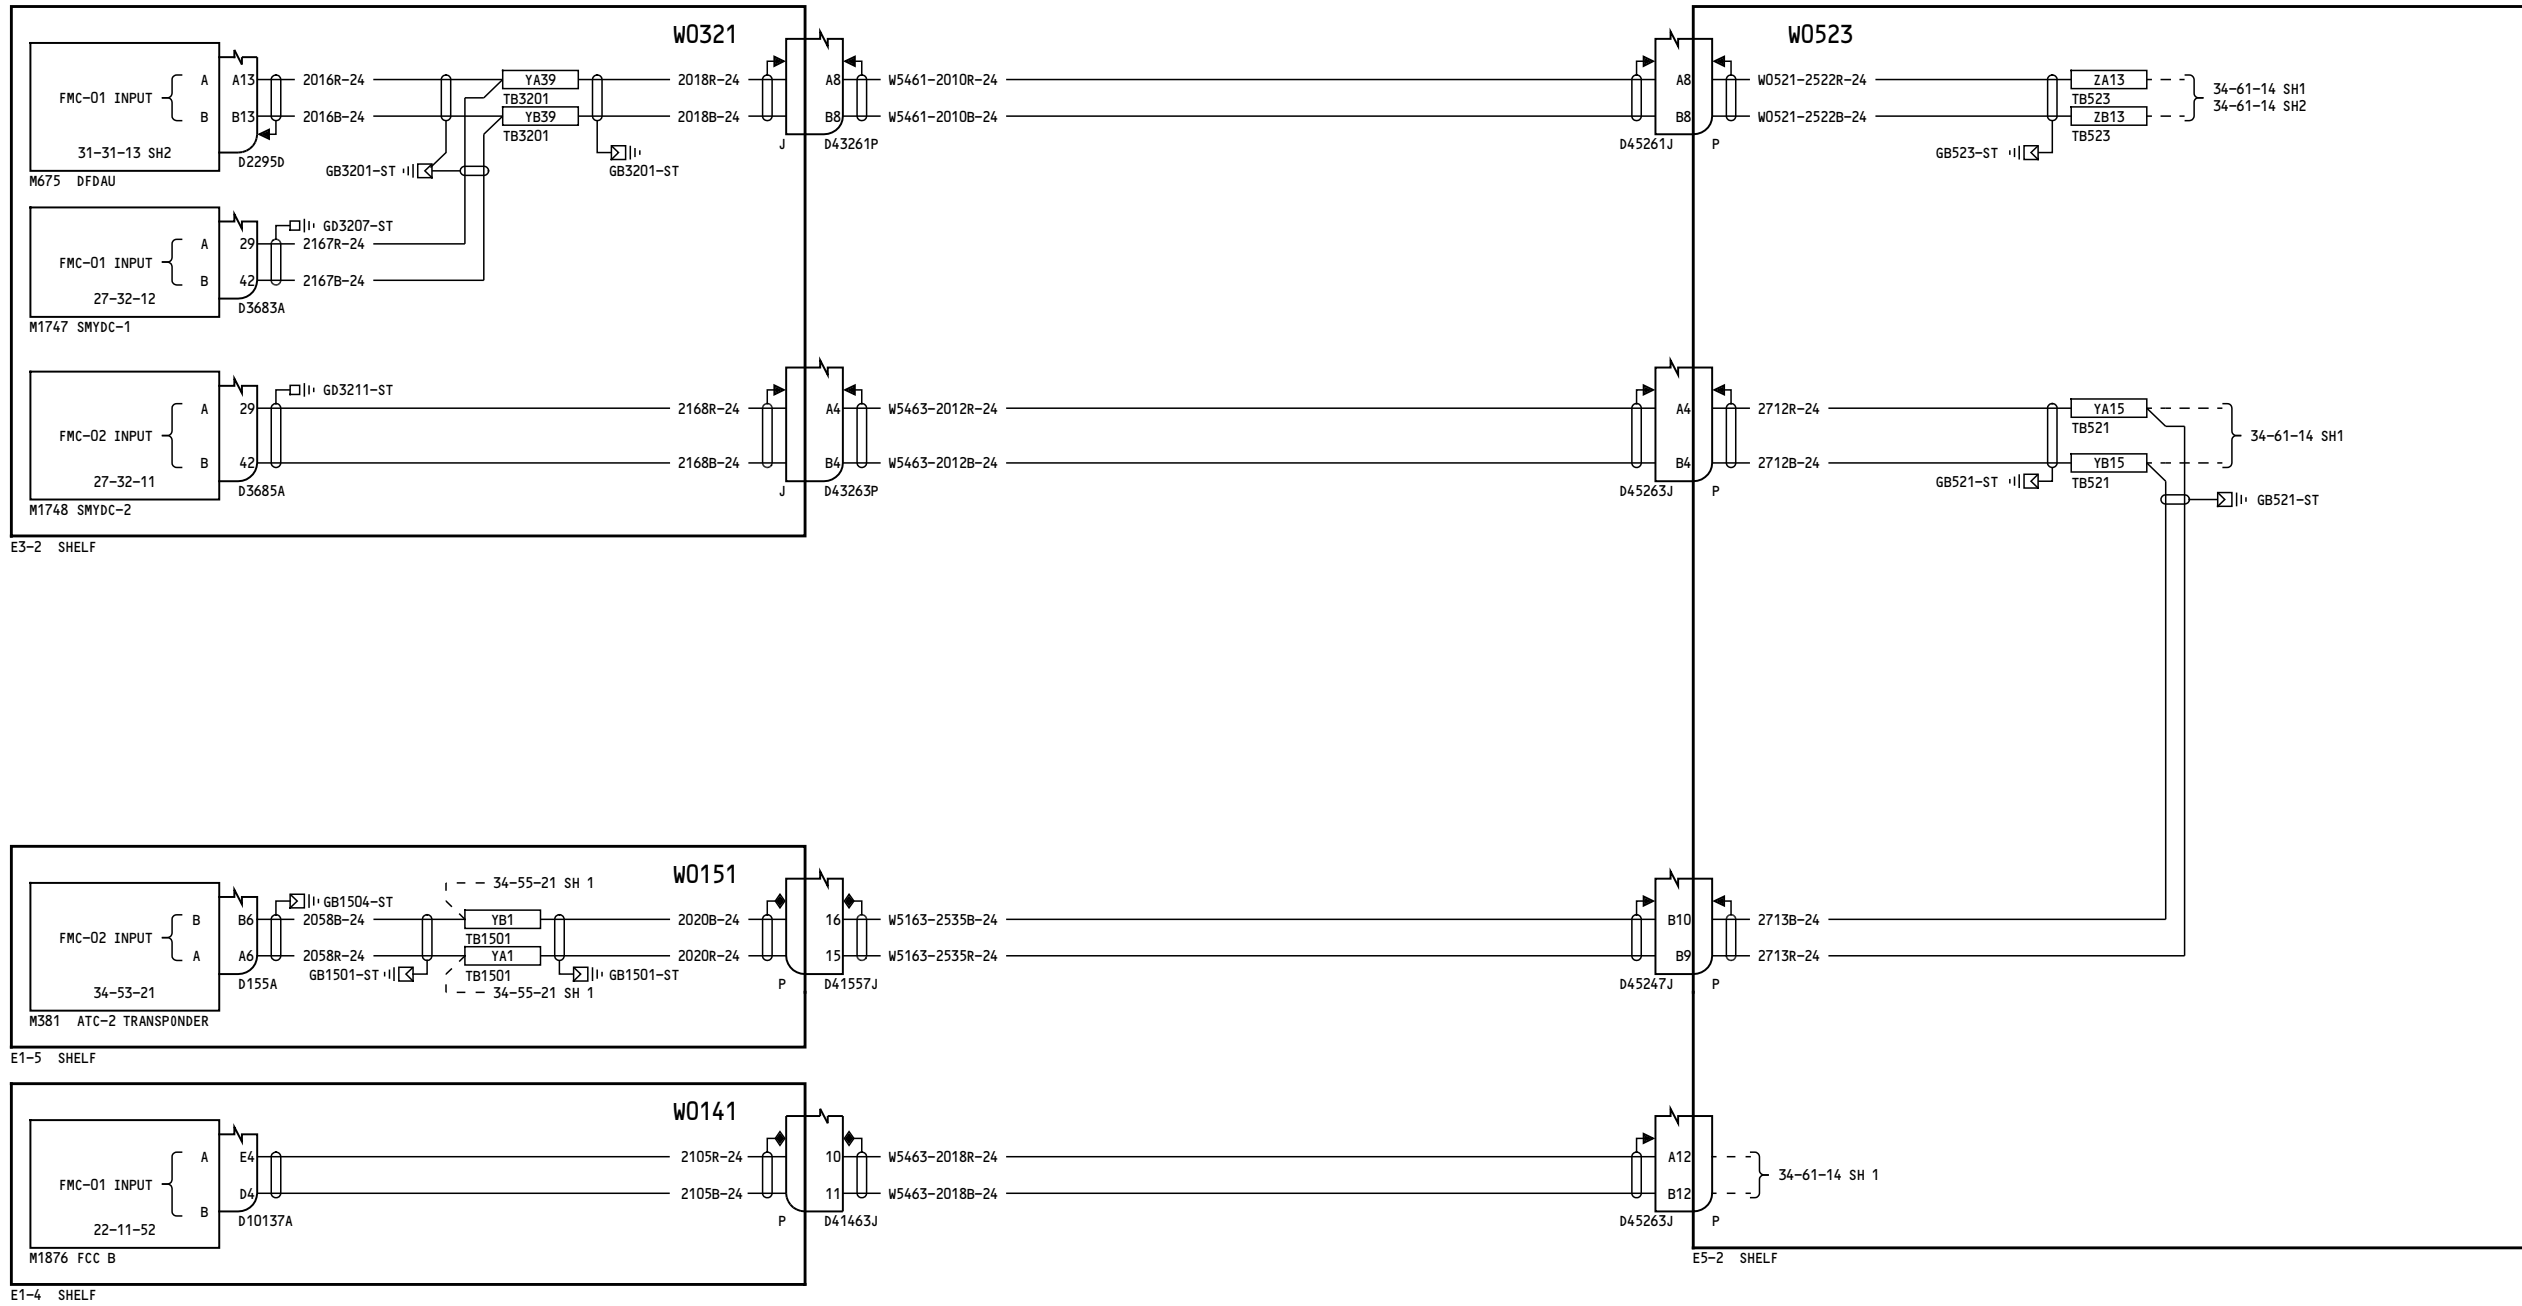 W0321
FMC-01 INPUT
A
B
31-31-13 SH2
M675 DFDAU
A13
B13
D2295D
2016R-24
2016B-24
GB3201-ST
YA39
TB3201
YB39
TB3201
GB3201-ST
2018R-24
2018B-24
J
A8
B8
D43261P
W5461-2010R-24
W5461-2010B-24
A8
B8
D45261J
P
W0523
W0521-2522R-24
W0521-2522B-24
GB523-ST
ZA13
TB523
ZB13
TB523
34-61-14 SH1
34-61-14 SH2
FMC-01 INPUT
A
B
27-32-12
M1747 SMYDC-1
29
42
D3683A
GD3207-ST
2167R-24
2167B-24
FMC-02 INPUT
A
B
27-32-11
M1748 SMYDC-2
29
42
D3685A
GD3211-ST
2168R-24
2168B-24
J
A4
B4
D43263P
W5463-2012R-24
W5463-2012B-24
A4
B4
D45263J
P
2712R-24
2712B-24
GB521-ST
YA15
TB521
YB15
TB521
34-61-14 SH1
GB521-ST
E3-2 SHELF
W0151
FMC-02 INPUT
B
A
34-53-21
M381 ATC-2 TRANSPONDER
B6
A6
D155A
GB1504-ST
2058B-24
2058R-24
GB1501-ST
34-55-21 SH 1
YB1
TB1501
YA1
TB1501
34-55-21 SH 1
GB1501-ST
2020B-24
2020R-24
P
16
15
D41557J
W5163-2535B-24
W5163-2535R-24
B10
B9
D45247J
P
2713B-24
2713R-24
E1-5 SHELF
W0141
FMC-01 INPUT
A
B
22-11-52
M1876 FCC B
E4
D4
D10137A
2105R-24
2105B-24
P
10
11
D41463J
W5463-2018R-24
W5463-2018B-24
A12
B12
D45263J
P
34-61-14 SH 1
E5-2 SHELF
E1-4 SHELF